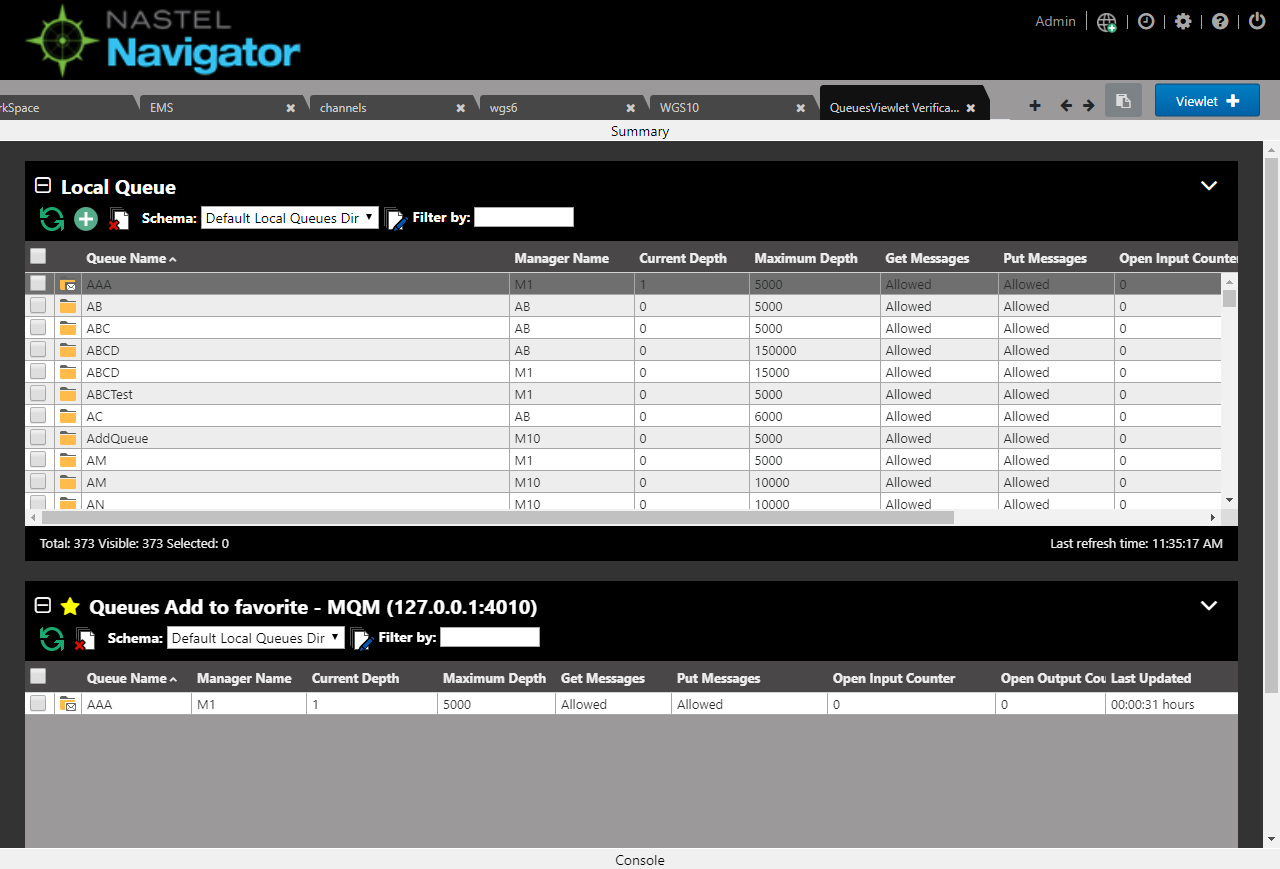 NASTEL
Navigator
Admin
rkSpace EMS channels wgs6 WGS10 QueuesViewlet Verifica... Viewlet
Summary
Local Queue
Schema: Default Local Queues Dir Filter by:
Queue Name Manager Name Current Depth Maximum Depth Get Messages Put Messages Open Input Counter
AAA M1 1 5000 Allowed Allowed 0
AB AB 0 5000 Allowed Allowed 0
ABC AB 0 5000 Allowed Allowed 0
ABCD AB 0 150000 Allowed Allowed 0
ABCD M1 0 15000 Allowed Allowed 0
ABCTest M1 0 5000 Allowed Allowed 0
AC AB 0 6000 Allowed Allowed 0
AddQueue M10 0 5000 Allowed Allowed 0
AM M1 0 5000 Allowed Allowed 0
AM M10 0 10000 Allowed Allowed 0
AN M10 0 10000 Allowed Allowed 0
Total: 373 Visible: 373 Selected: 0 Last refresh time: 11:35:17 AM
Queues Add to favorite - MQM (127.0.0.1:4010)
Schema: Default Local Queues Dir Filter by:
Queue Name Manager Name Current Depth Maximum Depth Get Messages Put Messages Open Input Counter Open Output Cou Last Updated
AAA M1 1 5000 Allowed Allowed 0 0 00:00:31 hours
Console